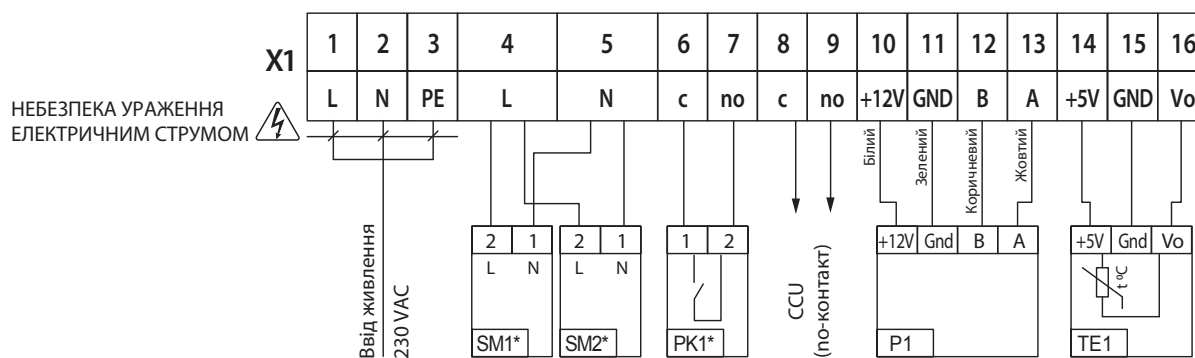 X1
1 2 3 4 5 6 7 8 9 10 11 12 13 14 15 16
L N PE L N c no c no +12V GND B A +5V GND Vo
НЕБЕЗПЕКА УРАЖЕННЯ
ЕЛЕКТРИЧНИМ СТРУМОМ
Білий
Зелений
Коричневий
Жовтий
2 1 2 1 1 2 +12V Gnd B A +5V Gnd Vo
L N L N
t ºC
Ввід живлення
230 VAC
CCU
(no-контакт)
SM1* SM2* PK1* P1 TE1